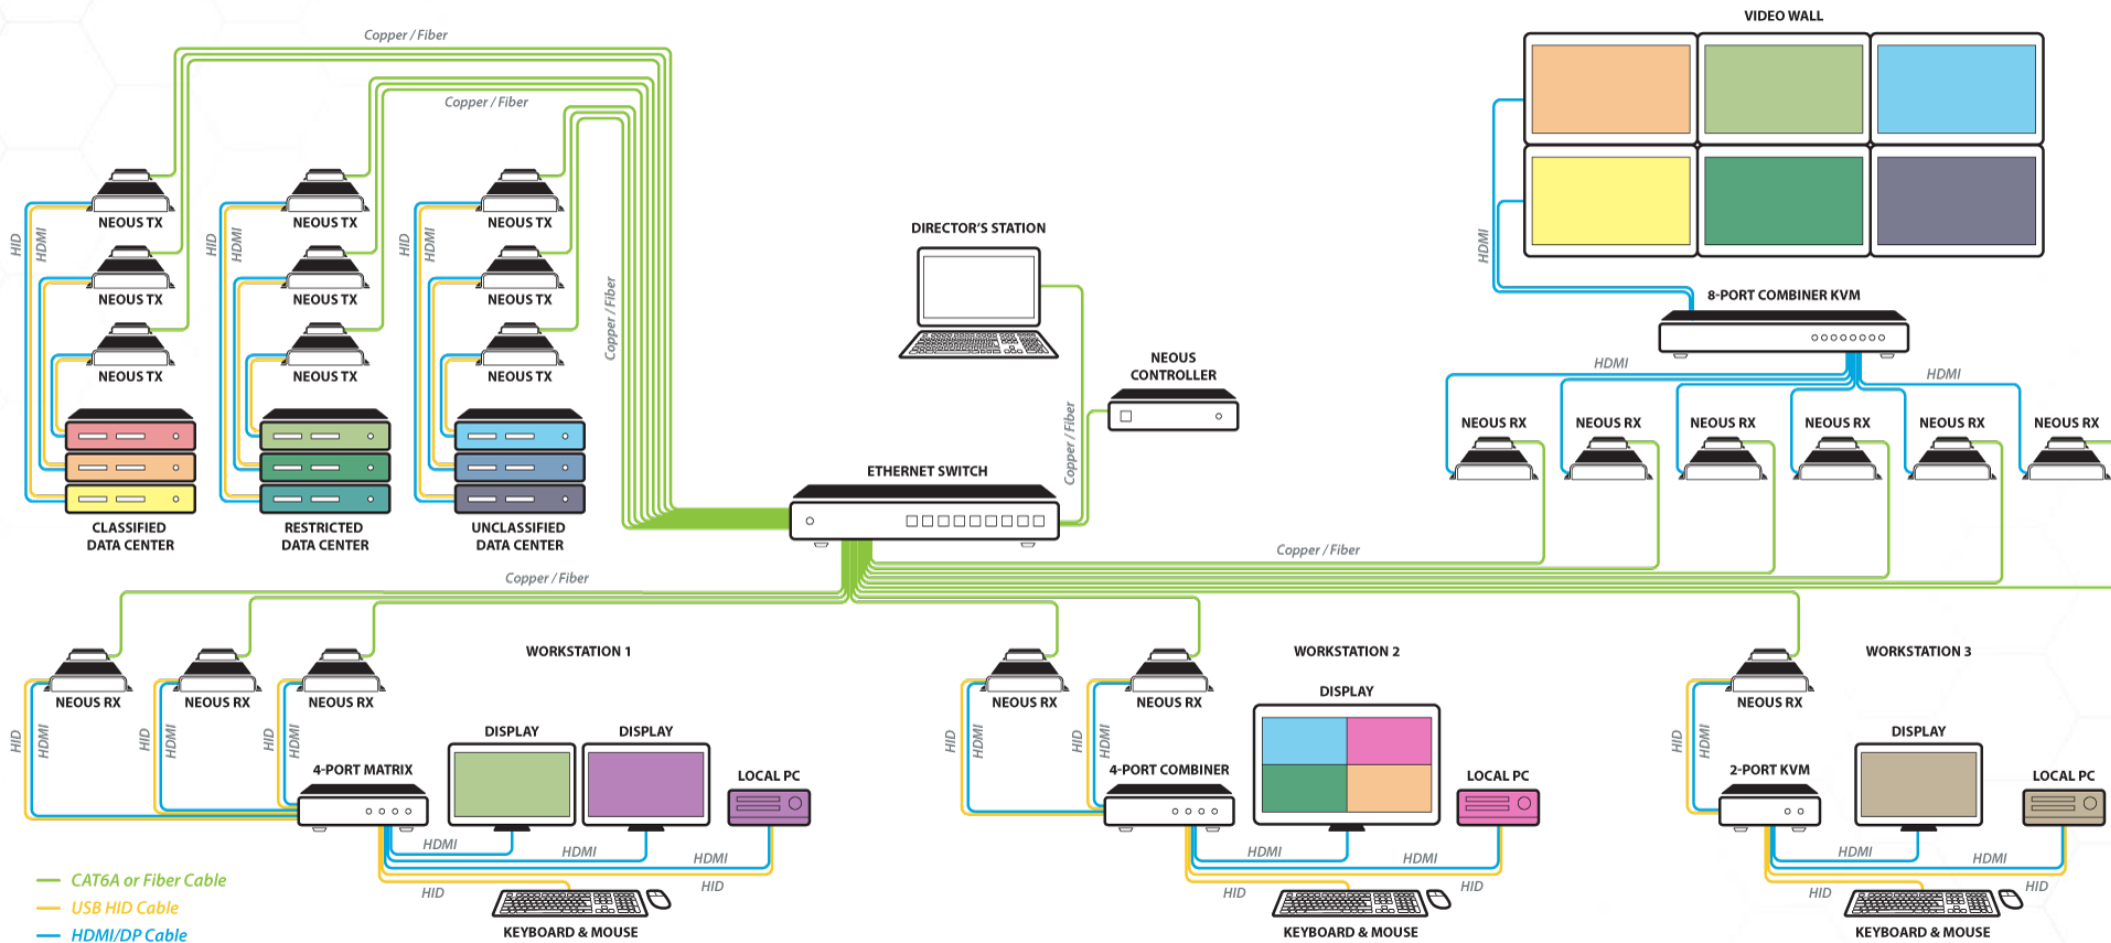 VIDEO WALL
Copper / Fiber
Copper / Fiber
NEOUS TX
NEOUS TX
NEOUS TX
HID
HDMI
HID
HDMI
HID
HDMI
NEOUS TX
NEOUS TX
NEOUS TX
NEOUS TX
NEOUS TX
NEOUS TX
Copper / Fiber
CLASSIFIED
DATA CENTER
RESTRICTED
DATA CENTER
UNCLASSIFIED
DATA CENTER
DIRECTOR'S STATION
NEOUS
CONTROLLER
Copper / Fiber
ETHERNET SWITCH
HDMI
8-PORT COMBINER KVM
HDMI
HDMI
NEOUS RX
NEOUS RX
NEOUS RX
NEOUS RX
NEOUS RX
NEOUS RX
Copper / Fiber
Copper / Fiber
WORKSTATION 1
NEOUS RX
NEOUS RX
NEOUS RX
HID
HDMI
HID
HDMI
HID
HDMI
DISPLAY
DISPLAY
4-PORT MATRIX
LOCAL PC
HDMI
HDMI
HDMI
HID
HID
KEYBOARD & MOUSE
WORKSTATION 2
NEOUS RX
NEOUS RX
DISPLAY
HID
HDMI
HID
HDMI
4-PORT COMBINER
LOCAL PC
HDMI
HDMI
HID
HID
KEYBOARD & MOUSE
WORKSTATION 3
NEOUS RX
HID
HDMI
DISPLAY
2-PORT KVM
LOCAL PC
HDMI
HDMI
HID
HID
KEYBOARD & MOUSE
CAT6A or Fiber Cable
USB HID Cable
HDMI/DP Cable